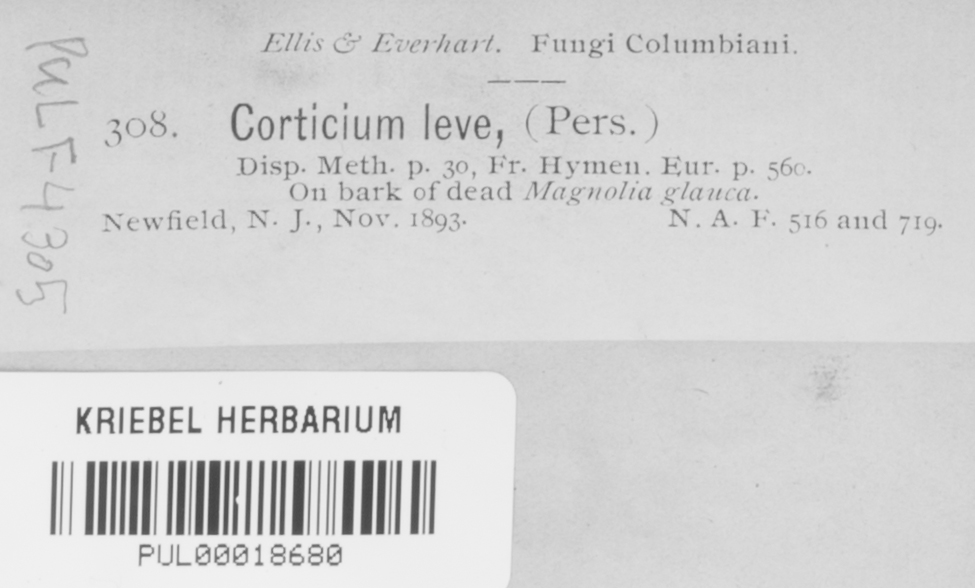 Ellis & Everhart. Fungi Columbiani.
308. Corticium leve, (Pers.)
Disp. Meth. p. 30, Fr. Hymen. Eur. p. 560.
On bark of dead Magnolia glauca.
Newfield, N. J., Nov. 1893. N. A. F. 516 and 719.
PUL F4305
KRIEBEL HERBARIUM
PUL00018680